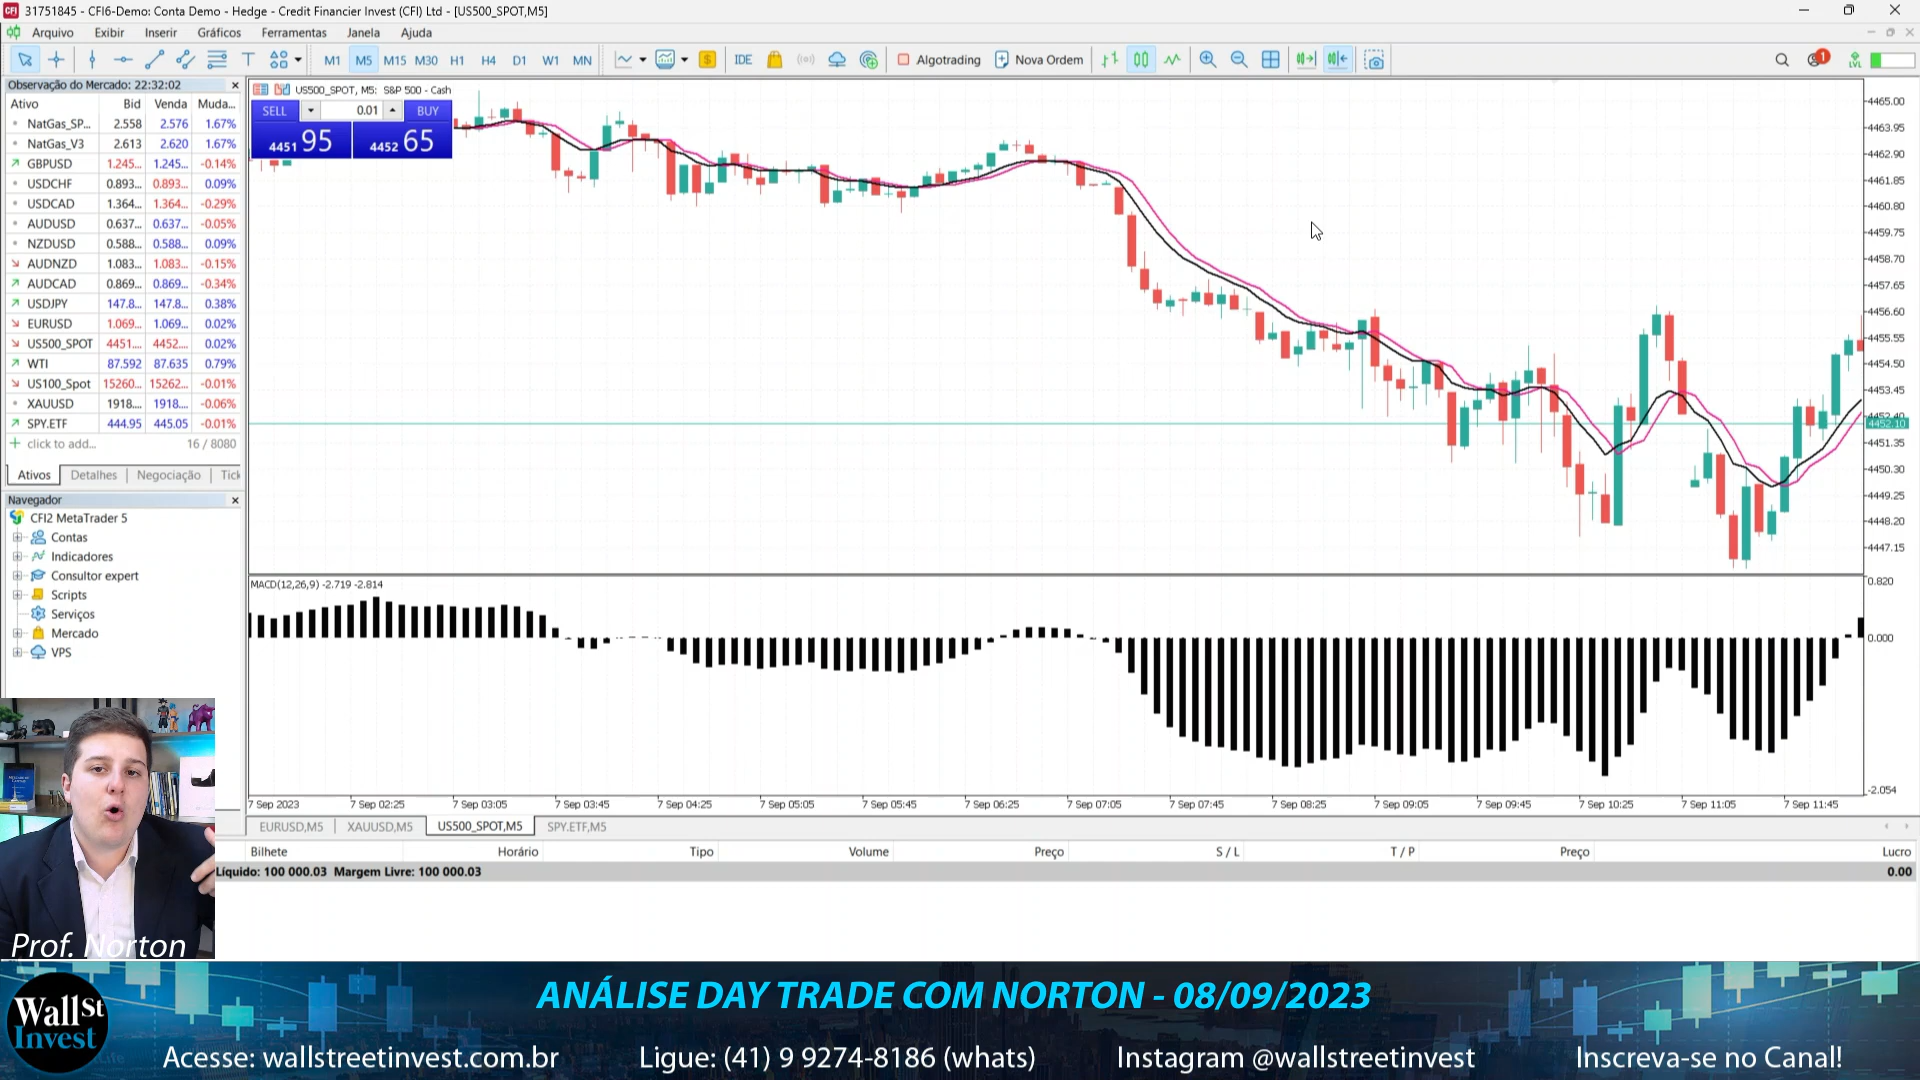 31751845 - CFI6-Demo: Conta Demo - Hedge - Credit Financier Invest (CFI) Ltd - [US500_SPOT,M5]
Arquivo Exibir Inserir Gráficos Ferramentas Janela Ajuda
M1 M5 M15 M30 H1 H4 D1 W1 MN IDE Algotrading Nova Ordem 1 LVL
Observação do Mercado: 22:32:02
Ativo Bid Venda Muda...
NatGas_SP... 2.558 2.576 1.67%
NatGas_V3 2.613 2.620 1.67%
GBPUSD 1.245... 1.245... -0.14%
USDCHF 0.893... 0.893... 0.09%
USDCAD 1.364... 1.364... -0.29%
AUDUSD 0.637... 0.637... -0.05%
NZDUSD 0.588... 0.588... 0.09%
AUDNZD 1.083... 1.083... -0.15%
AUDCAD 0.869... 0.869... -0.34%
USDJPY 147.8... 147.8... 0.38%
EURUSD 1.069... 1.069... 0.02%
US500_SPOT 4451.... 4452.... 0.02%
WTI 87.592 87.635 0.79%
US100_Spot 15260... 15262... -0.01%
XAUUSD 1918.... 1918.... -0.06%
SPY.ETF 444.95 445.05 -0.01%
click to add... 16 / 8080
Ativos Detalhes Negociação Tick
Navegador
CFI2 MetaTrader 5
Contas
Indicadores
Consultor expert
Scripts
Serviços
Mercado
VPS
US500_SPOT, M5: S&P 500 - Cash
SELL 0.01 BUY
4451 95 4452 65
4465.00
4463.95
4462.90
4461.85
4460.80
4459.75
4458.70
4457.65
4456.60
4455.55
4454.50
4453.45
4452.40
4452.10
4451.35
4450.30
4449.25
4448.20
4447.15
MACD(12,26,9) -2.719 -2.814
0.820
0.000
-2.054
7 Sep 2023 7 Sep 02:25 7 Sep 03:05 7 Sep 03:45 7 Sep 04:25 7 Sep 05:05 7 Sep 05:45 7 Sep 06:25 7 Sep 07:05 7 Sep 07:45 7 Sep 08:25 7 Sep 09:05 7 Sep 09:45 7 Sep 10:25 7 Sep 11:05 7 Sep 11:45
EURUSD,M5 XAUUSD,M5 US500_SPOT,M5 SPY.ETF,M5
Bilhete Horário Tipo Volume Preço S / L T / P Preço Lucro
Líquido: 100 000.03 Margem Livre: 100 000.03 0.00
Prof. Norton
Wall St
Invest
ANÁLISE DAY TRADE COM NORTON - 08/09/2023
Acesse: wallstreetinvest.com.br Ligue: (41) 9 9274-8186 (whats) Instagram @wallstreetinvest Inscreva-se no Canal!